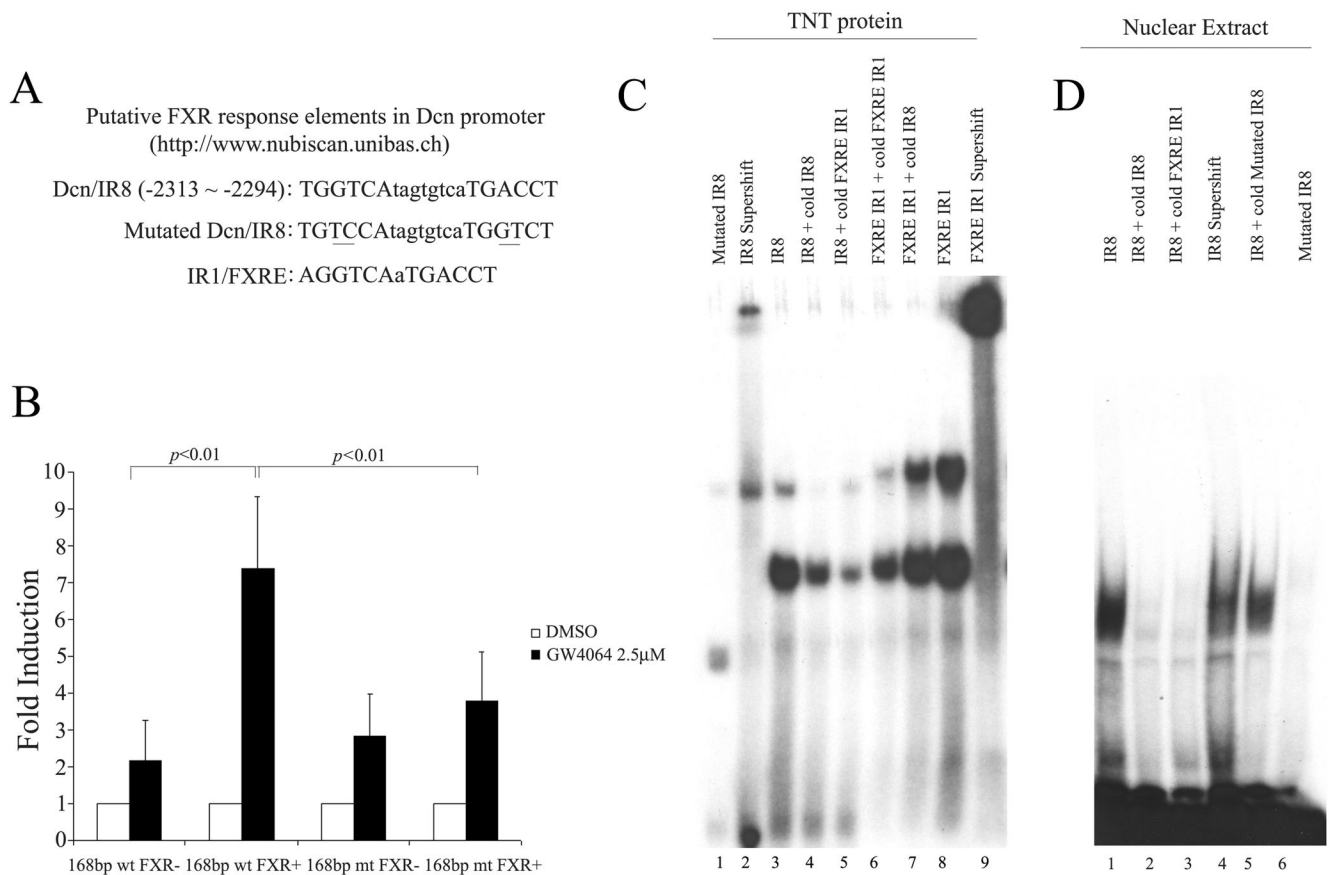 A
Putative FXR response elements in Dcn promoter
(http://www.nubiscan.unibas.ch)
Dcn/IR8 (-2313 ~ -2294): TGGTCAtagtgtcaTGACCT
Mutated Dcn/IR8: TGTCCAtagtgtcaTGGTCT
IR1/FXRE: AGGTCAaTGACCT
B
p<0.01
p<0.01
Fold Induction
10
9
8
7
6
5
4
3
2
1
0
DMSO
GW4064 2.5μM
168bp wt FXR-
168bp wt FXR+
168bp mt FXR-
168bp mt FXR+
C
TNT protein
Mutated IR8
IR8 Supershift
IR8
IR8 + cold IR8
IR8 + cold FXRE IR1
FXRE IR1 + cold FXRE IR1
FXRE IR1 + cold IR8
FXRE IR1
FXRE IR1 Supershift
1 2 3 4 5 6 7 8 9
D
Nuclear Extract
IR8
IR8 + cold IR8
IR8 + cold FXRE IR1
IR8 Supershift
IR8 + cold Mutated IR8
Mutated IR8
1 2 3 4 5 6